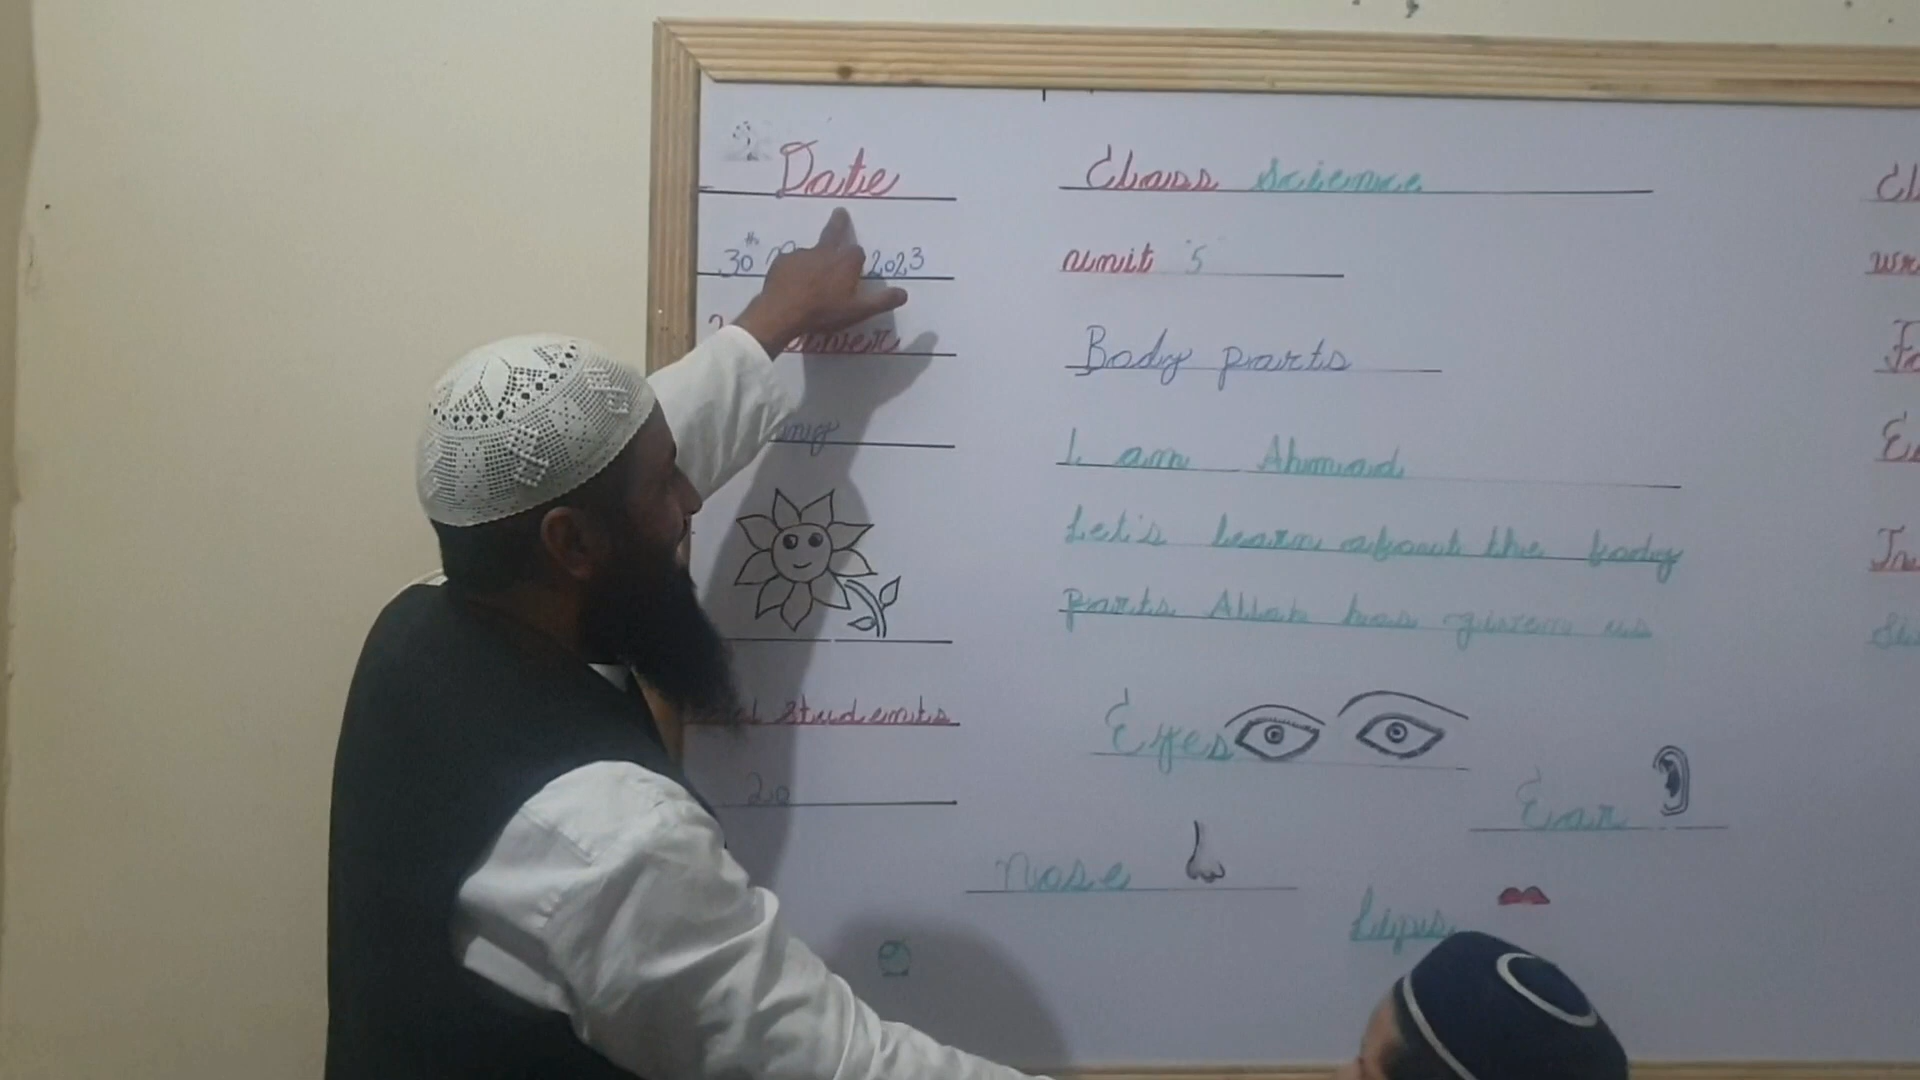 Date
30th 2023
ing
students
20
Class Science
unit 5
Body parts
I am Ahmad
Let's learn about the body
parts Allah has given us
Eyes
Ear
Nose
Lips